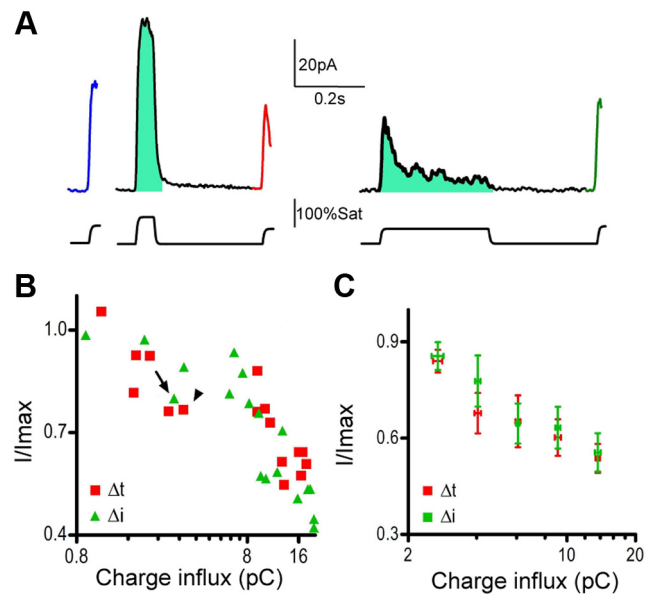 A
20pA
0.2s
100%Sat
B
I/Imax
1.0
0.7
0.4
Δt
Δi
0.8
8
16
Charge influx (pC)
C
I/Imax
0.9
0.6
0.3
Δt
Δi
2
10
20
Charge influx (pC)